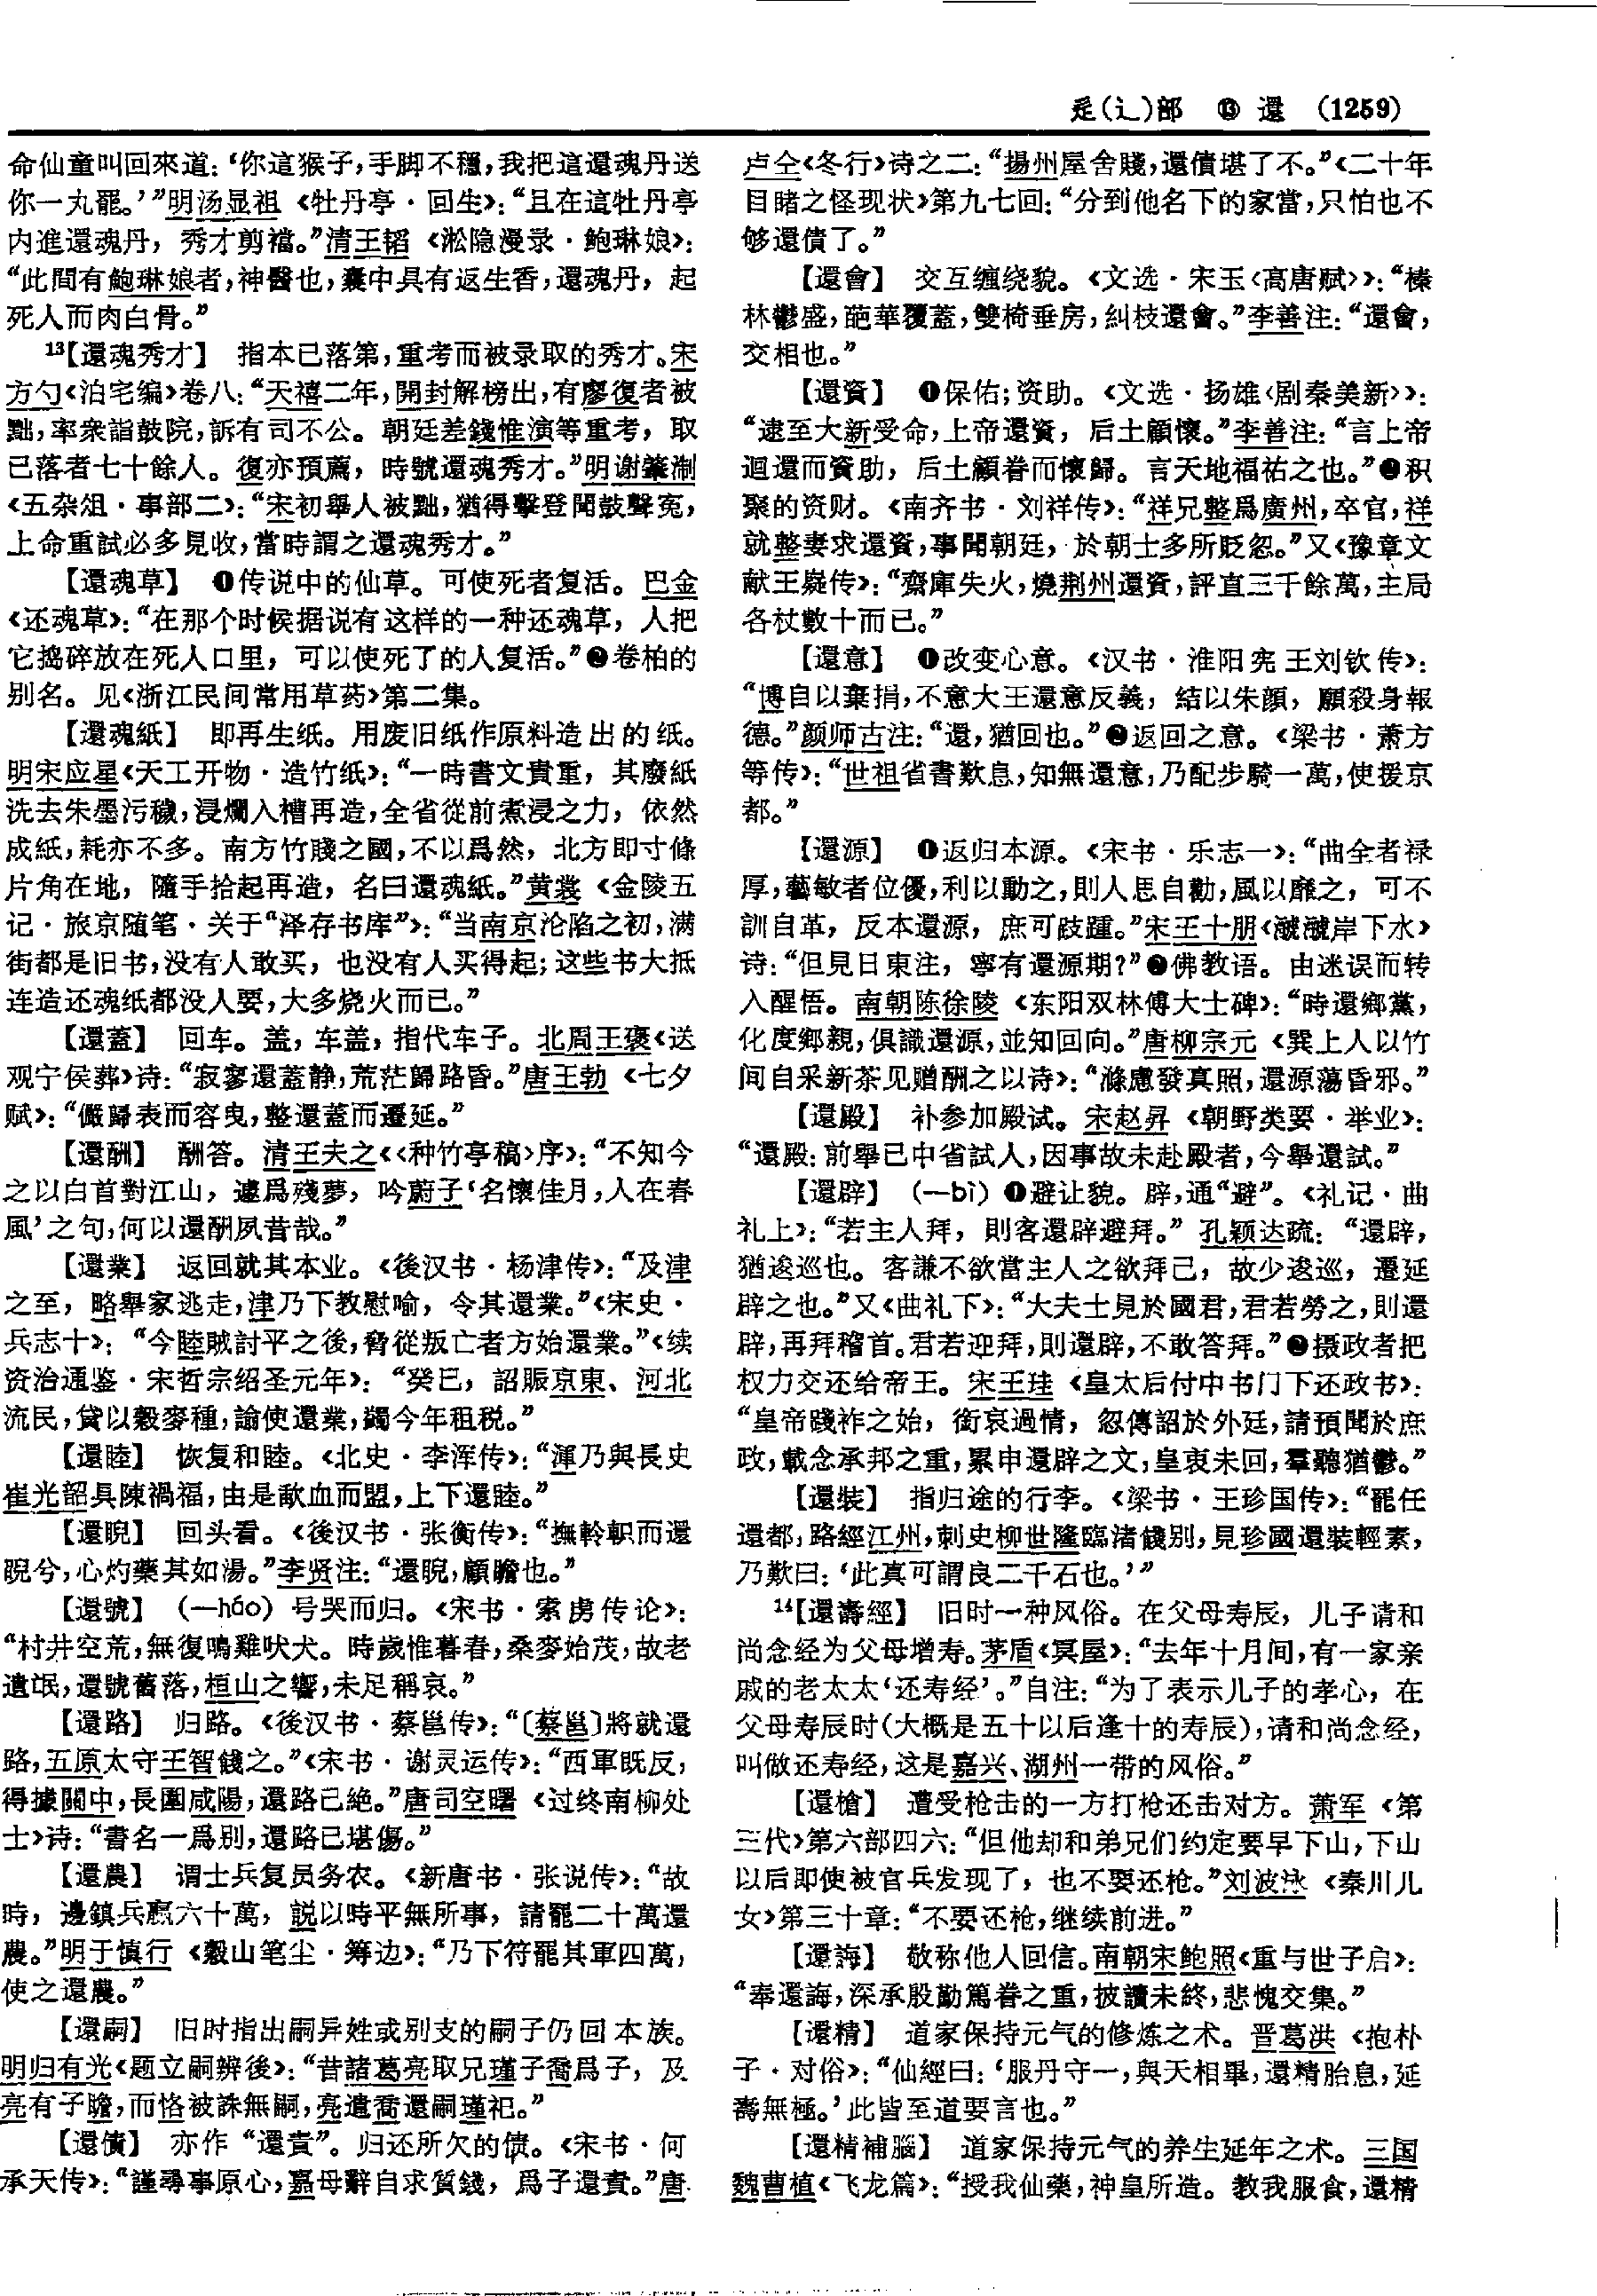 辵(辶)部 ⑬ 還 (1259)
命仙童叫回來道:‘你這猴子,手脚不穩,我把這還魂丹送
你一丸罷。’”明汤显祖《牡丹亭·回生》:“且在這牡丹亭
内進還魂丹,秀才剪襠。”清王韬《淞隐漫录·鲍琳娘》:
“此間有鮑琳娘者,神醫也,囊中具有返生香,還魂丹,起
死人而肉白骨。”
13【還魂秀才】 指本已落第,重考而被录取的秀才。宋
方勺《泊宅编》卷八:“天禧二年,開封解榜出,有廖復者被
黜,率衆詣鼓院,訴有司不公。朝廷差錢惟演等重考,取
已落者七十餘人。復亦預薦,時號還魂秀才。”明谢肇淛
《五杂俎·事部二》:“宋初舉人被黜,猶得擊登聞鼓聲冤,
上命重試必多見收,當時謂之還魂秀才。”
【還魂草】 ❶传说中的仙草。可使死者复活。巴金
《还魂草》:“在那个时候据说有这样的一种还魂草,人把
它捣碎放在死人口里,可以使死了的人复活。”❷卷柏的
别名。见《浙江民间常用草药》第二集。
【還魂紙】 即再生纸。用废旧纸作原料造出的纸。
明宋应星《天工开物·造竹纸》:“一時書文貴重,其廢紙
洗去朱墨污穢,浸爛入槽再造,全省從前煮浸之力,依然
成紙,耗亦不多。南方竹賤之國,不以爲然,北方即寸條
片角在地,隨手拾起再造,名曰還魂紙。”黄裳《金陵五
记·旅京随笔·关于“泽存书库”》:“当南京沦陷之初,满
街都是旧书,没有人敢买,也没有人买得起;这些书大抵
连造还魂纸都没人要,大多烧火而已。”
【還蓋】 回车。盖,车盖,指代车子。北周王褒《送
观宁侯葬》诗:“寂寥還蓋静,荒茫歸路昏。”唐王勃《七夕
赋》:“儼歸表而容曳,整還蓋而遷延。”
【還酬】 酬答。清王夫之《〈种竹亭稿〉序》:“不知今
之以白首對江山,遽爲殘夢,吟蔚子‘名懷佳月,人在春
風’之句,何以還酬夙昔哉。”
【還業】 返回就其本业。《後汉书·杨津传》:“及津
之至,略舉家逃走,津乃下教慰喻,令其還業。”《宋史·
兵志十》:“今睦賊討平之後,脅從叛亡者方始還業。”《续
资治通鉴·宋哲宗绍圣元年》:“癸巳,詔賑京東、河北
流民,貸以穀麥種,諭使還業,蠲今年租税。”
【還睦】 恢复和睦。《北史·李浑传》:“渾乃與長史
崔光韶具陳禍福,由是歃血而盟,上下還睦。”
【還睨】 回头看。《後汉书·张衡传》:“撫軨軹而還
睨兮,心灼藥其如湯。”李贤注:“還睨,顧瞻也。”
【還號】 (—háo) 号哭而归。《宋书·索虏传论》:
“村井空荒,無復鳴雞吠犬。時歲惟暮春,桑麥始茂,故老
遺氓,還號舊落,桓山之響,未足稱哀。”
【還路】 归路。《後汉书·蔡邕传》:“〔蔡邕〕將就還
路,五原太守王智餞之。”《宋书·谢灵运传》:“西軍既反,
得據關中,長圍咸陽,還路已絶。”唐司空曙《过终南柳处
士》诗:“書名一爲别,還路已堪傷。”
【還農】 谓士兵复员务农。《新唐书·张说传》:“故
時,邊鎮兵贏六十萬,説以時平無所事,請罷二十萬還
農。”明于慎行《穀山笔尘·筹边》:“乃下符罷其軍四萬,
使之還農。”
【還嗣】 旧时指出嗣异姓或别支的嗣子仍回本族。
明归有光《题立嗣辨後》:“昔諸葛亮取兄瑾子喬爲子,及
亮有子瞻,而恪被誅無嗣,亮遣喬還嗣瑾祀。”
【還債】 亦作“還責”。归还所欠的债。《宋书·何
承天传》:“謹尋事原心,嘉母辭自求質錢,爲子還責。”唐
卢仝《冬行》诗之二:“揚州屋舍賤,還債堪了不。”《二十年
目睹之怪现状》第九七回:“分到他名下的家當,只怕也不
够還債了。”
【還會】 交互缠绕貌。《文选·宋玉〈高唐赋〉》:“榛
林鬱盛,葩華覆蓋,雙椅垂房,糾枝還會。”李善注:“還會,
交相也。”
【還資】 ❶保佑;资助。《文选·扬雄〈剧秦美新〉》:
“逮至大新受命,上帝還資,后土顧懷。”李善注:“言上帝
迴還而資助,后土顧眷而懷歸。言天地福祐之也。”❷积
聚的资财。《南齐书·刘祥传》:“祥兄整爲廣州,卒官,祥
就整妻求還資,事聞朝廷,於朝士多所貶忽。”又《豫章文
献王嶷传》:“齋庫失火,燒荆州還資,評直三千餘萬,主局
各杖數十而已。”
【還意】 ❶改变心意。《汉书·淮阳宪王刘钦传》:
“博自以棄捐,不意大王還意反義,結以朱顔,願殺身報
德。”颜师古注:“還,猶回也。”❷返回之意。《梁书·萧方
等传》:“世祖省書歎息,知無還意,乃配步騎一萬,使援京
都。”
【還源】 ❶返归本源。《宋书·乐志一》:“曲全者禄
厚,藝敏者位優,利以動之,則人思自勸,風以靡之,可不
訓自革,反本還源,庶可歧踵。”宋王十朋《灔灔岸下水》
诗:“但見日東注,寧有還源期?”❷佛教语。由迷误而转
入醒悟。南朝陈徐陵《东阳双林傅大士碑》:“時還鄉黨,
化度鄉親,俱識還源,並知回向。”唐柳宗元《巽上人以竹
间自采新茶见赠酬之以诗》:“滌慮發真照,還源蕩昏邪。”
【還殿】 补参加殿试。宋赵昇《朝野类要·举业》:
“還殿:前舉已中省試人,因事故未赴殿者,今舉還試。”
【還辟】 (—bì) ❶避让貌。辟,通“避”。《礼记·曲
礼上》:“若主人拜,則客還辟避拜。”孔颖达疏:“還辟,
猶逡巡也。客謙不欲當主人之欲拜己,故少逡巡,遷延
辟之也。”又《曲礼下》:“大夫士見於國君,君若勞之,則還
辟,再拜稽首。君若迎拜,則還辟,不敢答拜。”❷摄政者把
权力交还给帝王。宋王珪《皇太后付中书门下还政书》:
“皇帝踐祚之始,銜哀過情,忽傳詔於外廷,請預聞於庶
政,載念承邦之重,累申還辟之文,皇衷未回,羣聽猶鬱。”
【還裝】 指归途的行李。《梁书·王珍国传》:“罷任
還都,路經江州,刺史柳世隆臨渚餞别,見珍國還裝輕素,
乃歎曰:‘此真可謂良二千石也。’”
14【還壽經】 旧时一种风俗。在父母寿辰,儿子请和
尚念经为父母增寿。茅盾《冥屋》:“去年十月间,有一家亲
戚的老太太‘还寿经’。”自注:“为了表示儿子的孝心,在
父母寿辰时(大概是五十以后逢十的寿辰),请和尚念经,
叫做还寿经,这是嘉兴、湖州一带的风俗。”
【還槍】 遭受枪击的一方打枪还击对方。萧军《第
三代》第六部四六:“但他却和弟兄们约定要早下山,下山
以后即使被官兵发现了,也不要还枪。”刘波泳《秦川儿
女》第三十章:“不要还枪,继续前进。”
【還誨】 敬称他人回信。南朝宋鲍照《重与世子启》:
“奉還誨,深承殷勤篤眷之重,披讀未終,悲愧交集。”
【還精】 道家保持元气的修炼之术。晋葛洪《抱朴
子·对俗》:“仙經曰:‘服丹守一,與天相畢,還精胎息,延
壽無極。’此皆至道要言也。”
【還精補腦】 道家保持元气的养生延年之术。三国
魏曹植《飞龙篇》:“授我仙藥,神皇所造。教我服食,還精